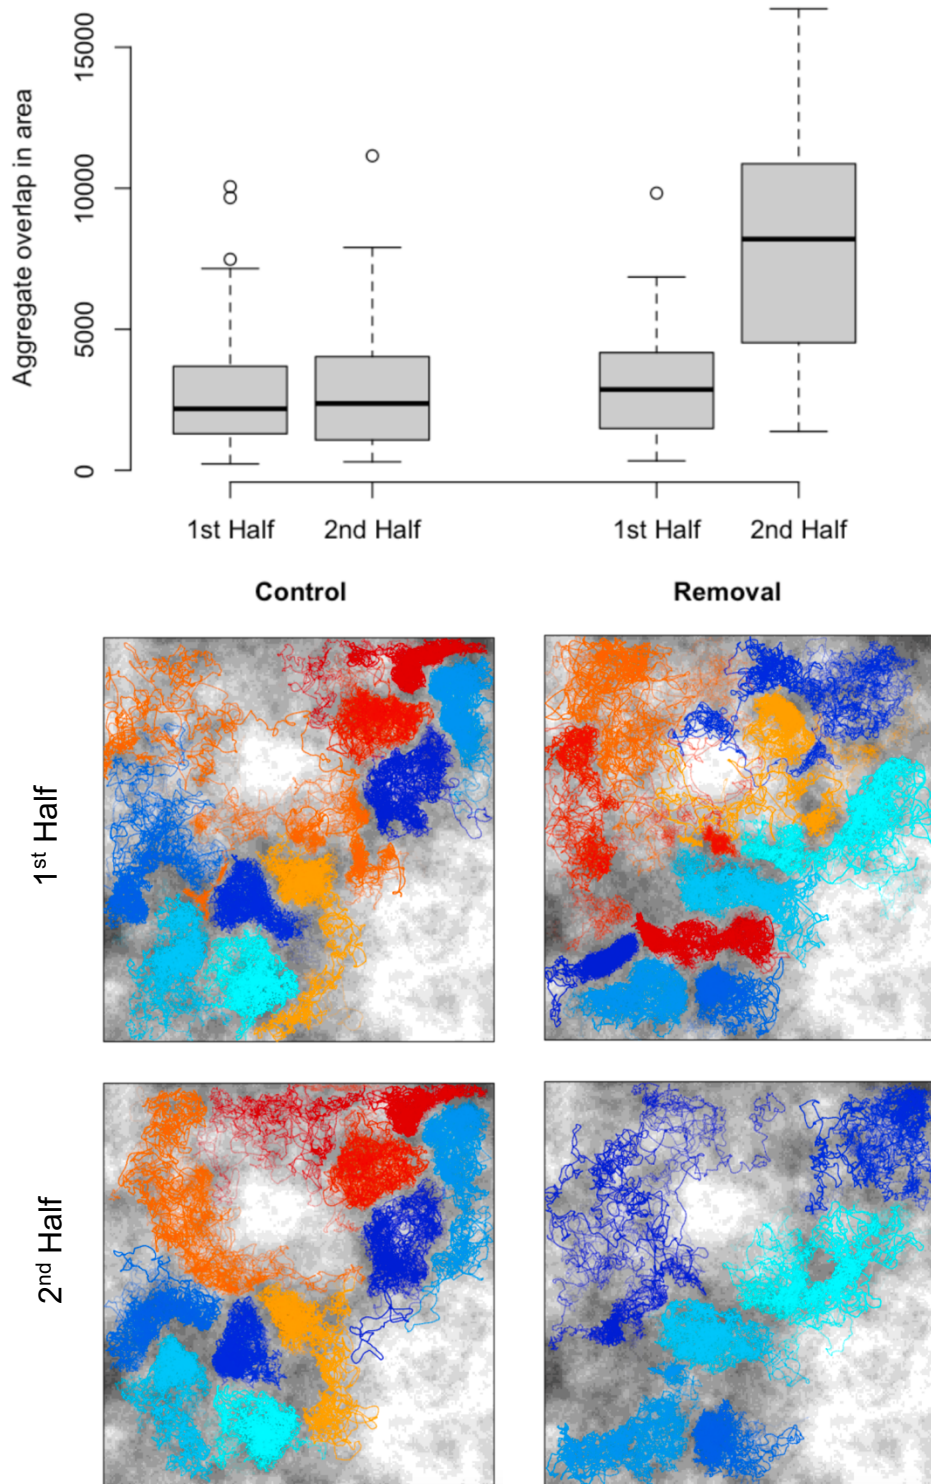 Aggregate overlap in area
15000
10000
5000
0
1st Half 2nd Half 1st Half 2nd Half
Control Removal
1st Half
2nd Half